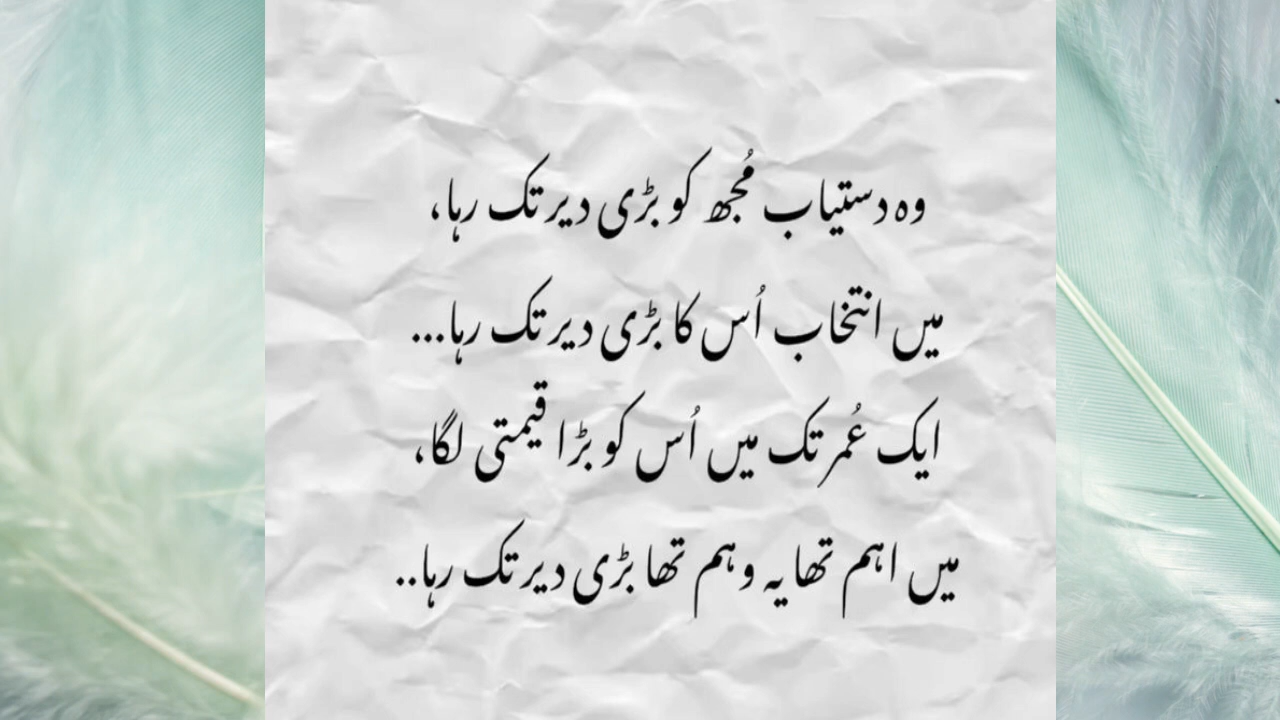 وہ دستیاب مُجھ کو بڑی دیر تک رہا،
میں انتخاب اُس کا بڑی دیر تک رہا...
ایک عُمر تک میں اُس کو بڑا قیمتی لگا،
میں اہم تھا یہ وہم تھا بڑی دیر تک رہا..